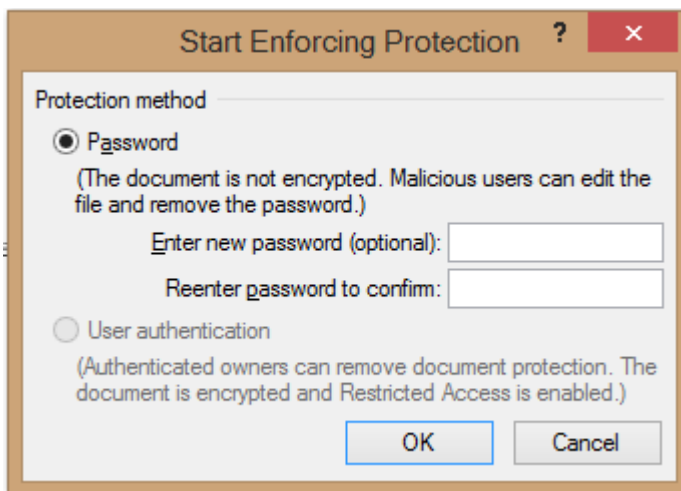 Start Enforcing Protection ? ×
Protection method
Password
(The document is not encrypted. Malicious users can edit the
file and remove the password.)
Enter new password (optional):
Reenter password to confirm:
User authentication
(Authenticated owners can remove document protection. The
document is encrypted and Restricted Access is enabled.)
OK Cancel